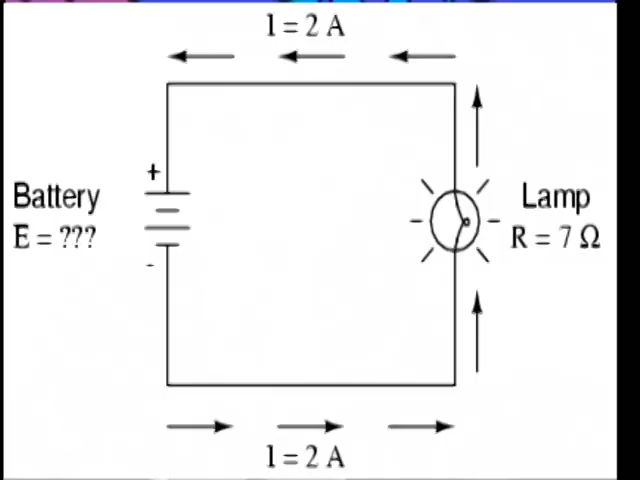 l = 2 A
+
Battery
E = ???
-
Lamp
R = 7 Ω
l = 2 A